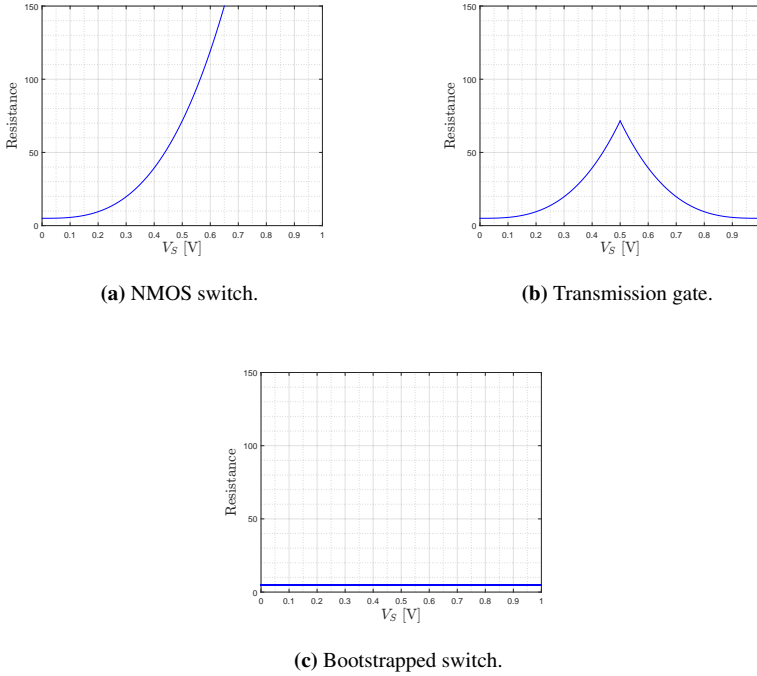 150
100
50
0
Resistance
0 0.1 0.2 0.3 0.4 0.5 0.6 0.7 0.8 0.9 1
V_S [V]
(a) NMOS switch.
150
100
50
0
Resistance
0 0.1 0.2 0.3 0.4 0.5 0.6 0.7 0.8 0.9
V_S [V]
(b) Transmission gate.
150
100
50
0
Resistance
0 0.1 0.2 0.3 0.4 0.5 0.6 0.7 0.8 0.9 1
V_S [V]
(c) Bootstrapped switch.